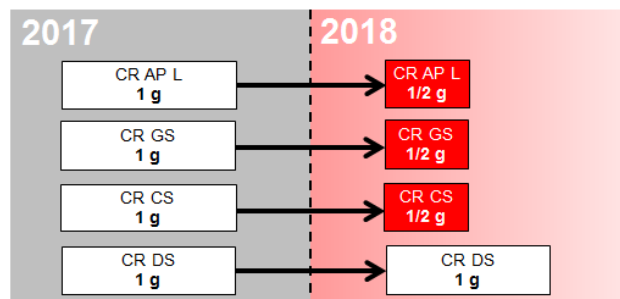 2017
2018
CR AP L
1 g
CR AP L
1/2 g
CR GS
1 g
CR GS
1/2 g
CR CS
1 g
CR CS
1/2 g
CR DS
1 g
CR DS
1 g